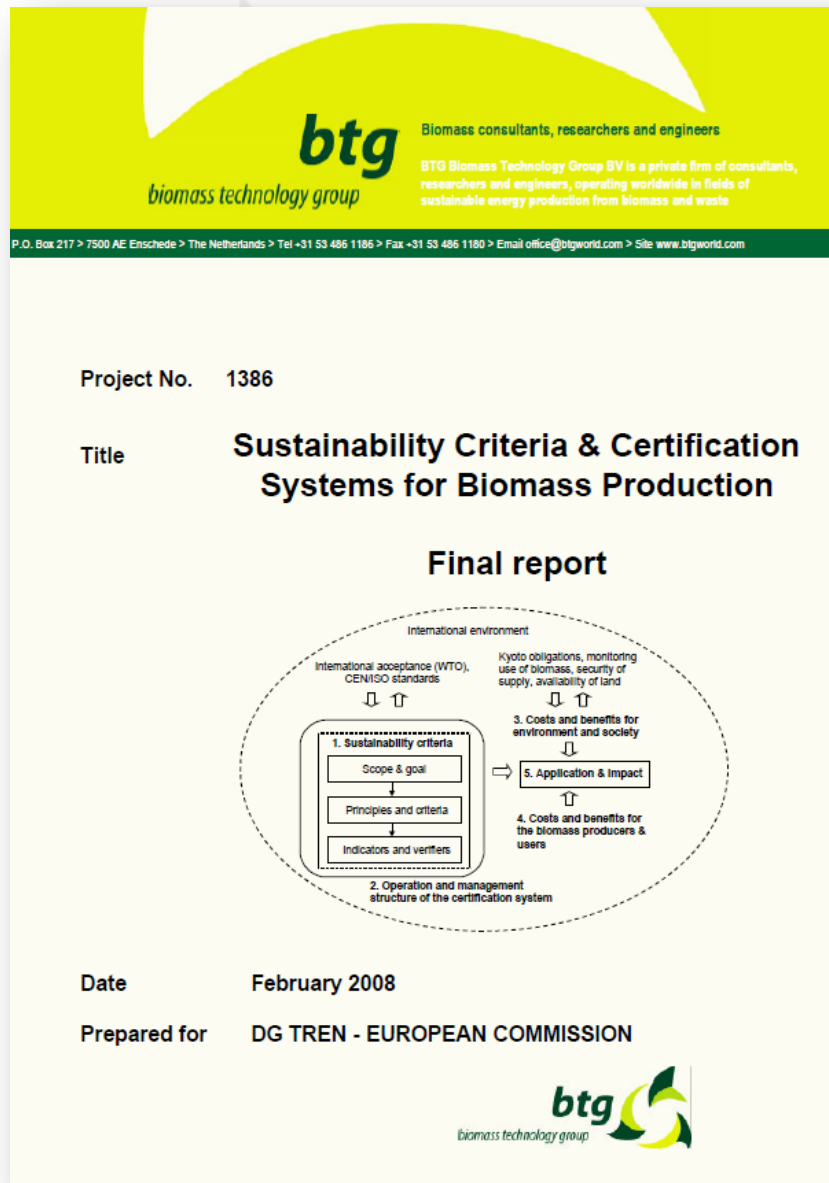 btg
biomass technology group
Biomass consultants, researchers and engineers
BTG Biomass Technology Group BV is a private firm of consultants,
researchers and engineers, operating worldwide in fields of
sustainable energy production from biomass and waste
P.O. Box 217 > 7500 AE Enschede > The Netherlands > Tel +31 53 486 1186 > Fax +31 53 486 1180 > Email office@btgworld.com > Site www.btgworld.com
Project No. 1386
Title
Sustainability Criteria & Certification
Systems for Biomass Production
Final report
International environment
International acceptance (WTO),
CEN/ISO standards
Kyoto obligations, monitoring
use of biomass, security of
supply, availability of land
1. Sustainability criteria
Scope & goal
Principles and criteria
Indicators and verifiers
2. Operation and management
structure of the certification system
3. Costs and benefits for
environment and society
5. Application & Impact
4. Costs and benefits for
the biomass producers &
users
Date February 2008
Prepared for DG TREN - EUROPEAN COMMISSION
btg
biomass technology group